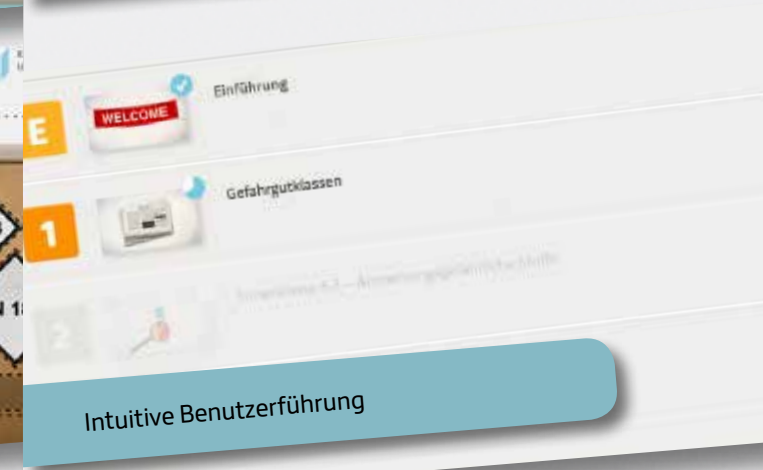 E
WELCOME
Einführung
1
Gefahrgutklassen
2
Intuitive Benutzerführung